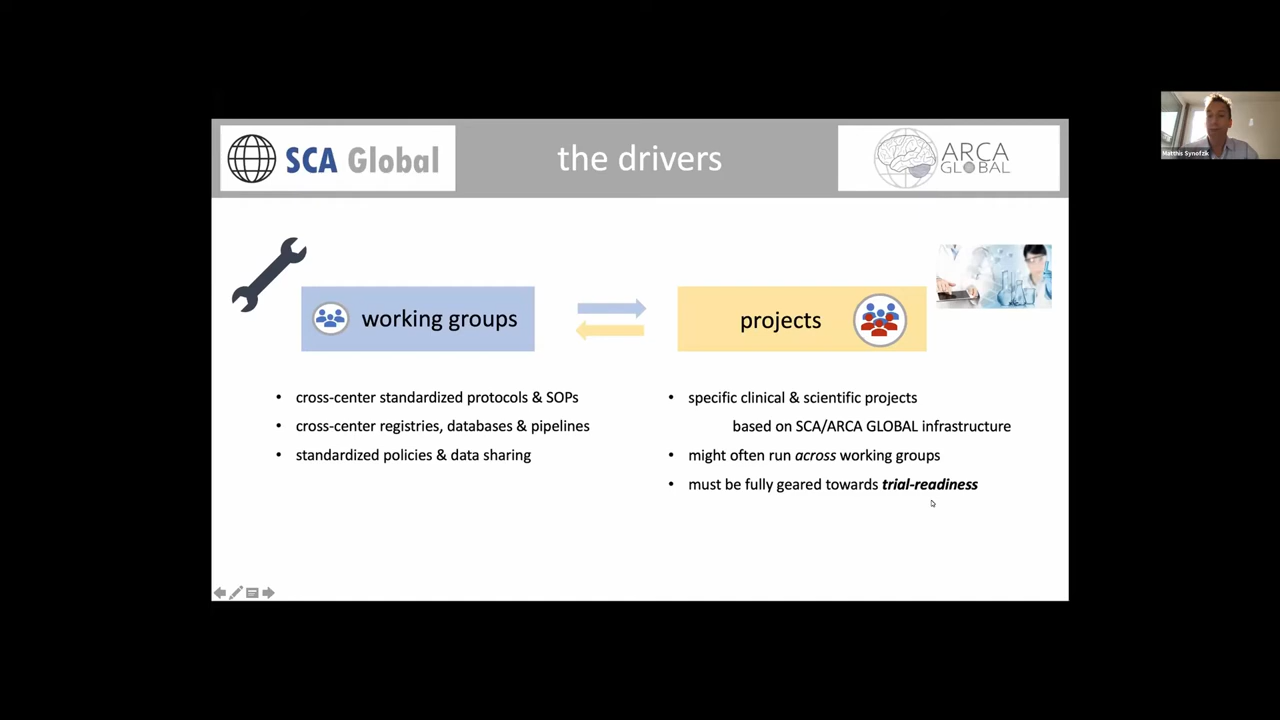 SCA Global
the drivers
ARCA
GLOBAL
Matthis Synofzik
working groups
projects
• cross-center standardized protocols & SOPs
• cross-center registries, databases & pipelines
• standardized policies & data sharing
• specific clinical & scientific projects
based on SCA/ARCA GLOBAL infrastructure
• might often run across working groups
• must be fully geared towards trial-readiness